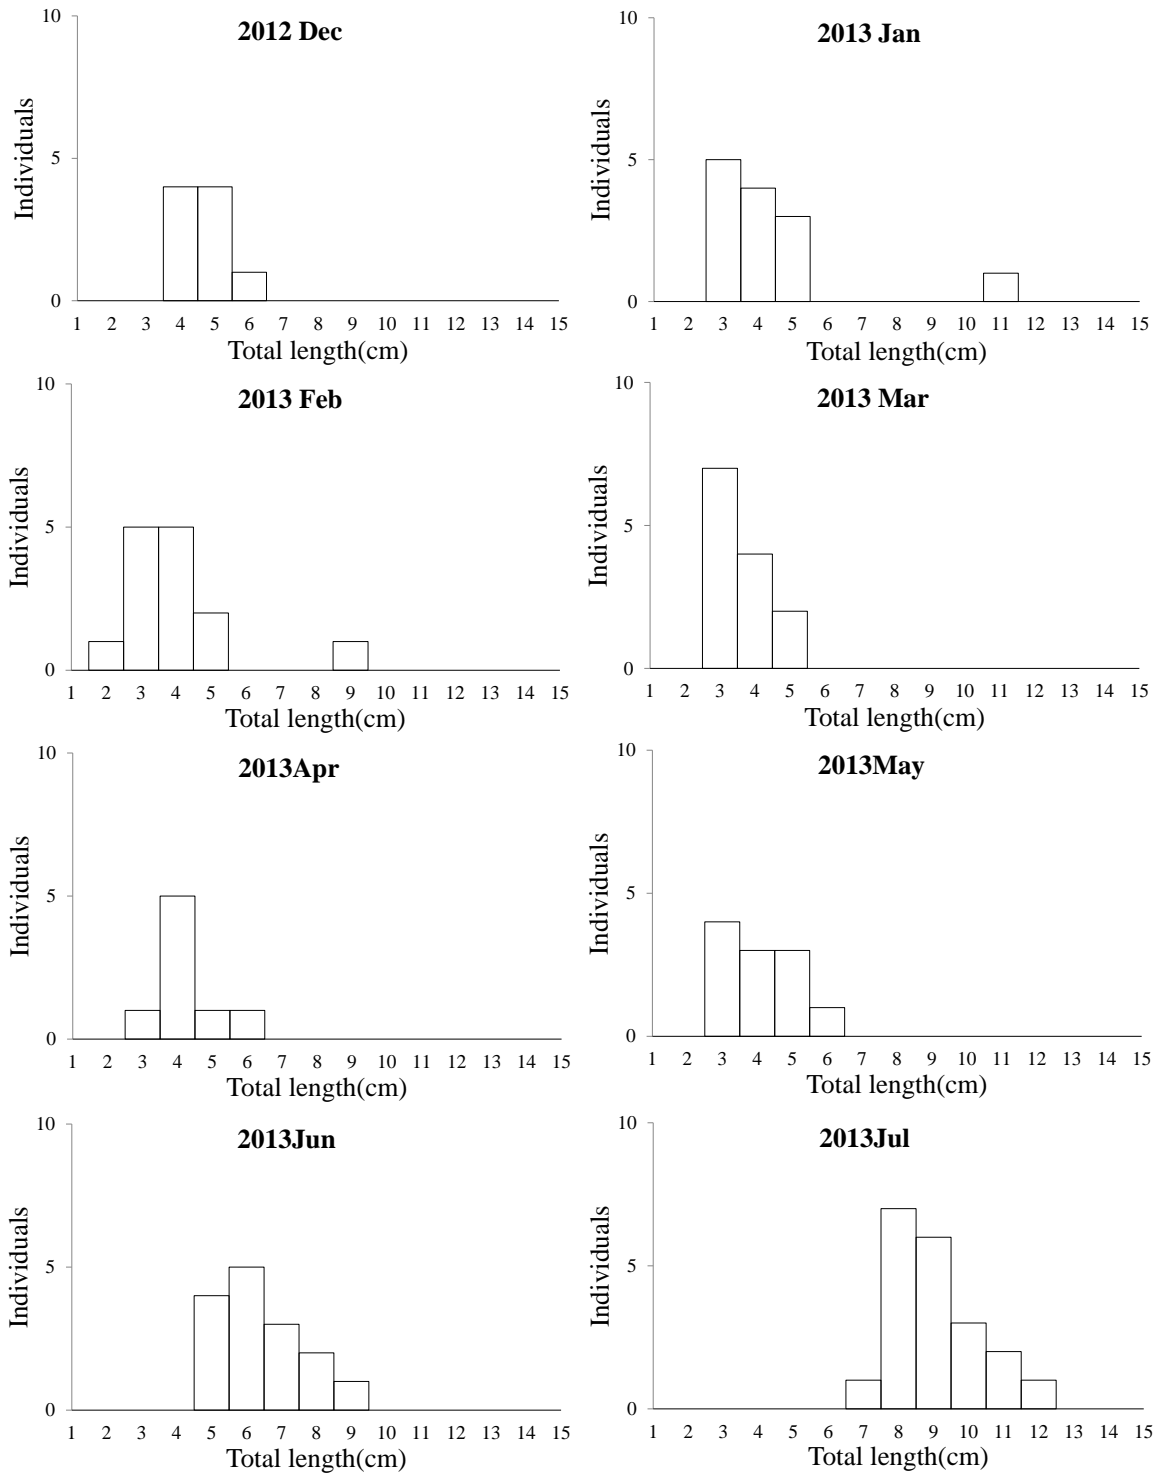 2012 Dec
10
5
0
Individuals
1 2 3 4 5 6 7 8 9 10 11 12 13 14 15
Total length(cm)
2013 Jan
10
5
0
Individuals
1 2 3 4 5 6 7 8 9 10 11 12 13 14 15
Total length(cm)
2013 Feb
10
5
0
Individuals
1 2 3 4 5 6 7 8 9 10 11 12 13 14 15
Total length(cm)
2013 Mar
10
5
0
Individuals
1 2 3 4 5 6 7 8 9 10 11 12 13 14 15
Total length(cm)
2013Apr
10
5
0
Individuals
1 2 3 4 5 6 7 8 9 10 11 12 13 14 15
Total length(cm)
2013May
10
5
0
Individuals
1 2 3 4 5 6 7 8 9 10 11 12 13 14 15
Total length(cm)
2013Jun
10
5
0
Individuals
1 2 3 4 5 6 7 8 9 10 11 12 13 14 15
Total length(cm)
2013Jul
10
5
0
Individuals
1 2 3 4 5 6 7 8 9 10 11 12 13 14 15
Total length(cm)